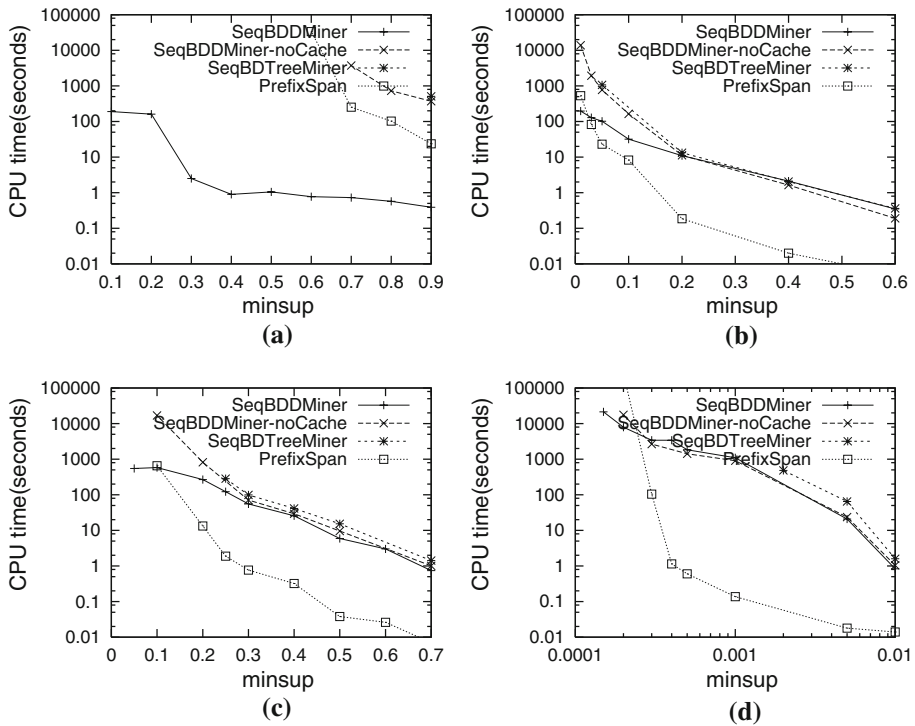 CPU time(seconds)
100000
10000
1000
100
10
1
0.1
0.01
0.1 0.2 0.3 0.4 0.5 0.6 0.7 0.8 0.9
minsup
SeqBDDMiner
SeqBDDMiner-noCache
SeqBDTreeMiner
PrefixSpan
(a)
CPU time(seconds)
100000
10000
1000
100
10
1
0.1
0.01
0 0.1 0.2 0.3 0.4 0.5 0.6
minsup
SeqBDDMiner
SeqBDDMiner-noCache
SeqBDTreeMiner
PrefixSpan
(b)
CPU time(seconds)
100000
10000
1000
100
10
1
0.1
0.01
0 0.1 0.2 0.3 0.4 0.5 0.6 0.7
minsup
SeqBDDMiner
SeqBDDMiner-noCache
SeqBDTreeMiner
PrefixSpan
(c)
CPU time(seconds)
100000
10000
1000
100
10
1
0.1
0.01
0.0001 0.001 0.01
minsup
SeqBDDMiner
SeqBDDMiner-noCache
SeqBDTreeMiner
PrefixSpan
(d)